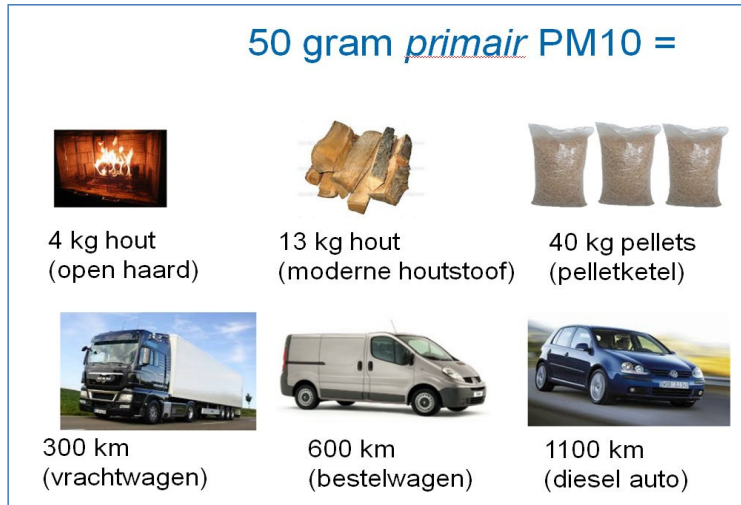 50 gram primair PM10 =
4 kg hout
(open haard)
13 kg hout
(moderne houtstoof)
40 kg pellets
(pelletketel)
300 km
(vrachtwagen)
600 km
(bestelwagen)
1100 km
(diesel auto)